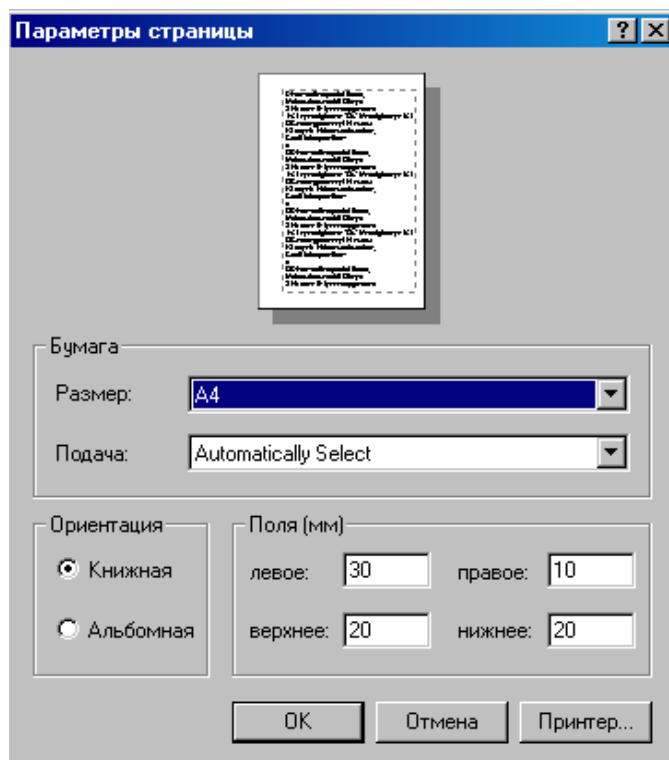 Параметры страницы
Бумага
Размер: A4
Подача: Automatically Select
Ориентация
Книжная
Альбомная
Поля (мм)
левое: 30 правое: 10
верхнее: 20 нижнее: 20
OK Отмена Принтер...